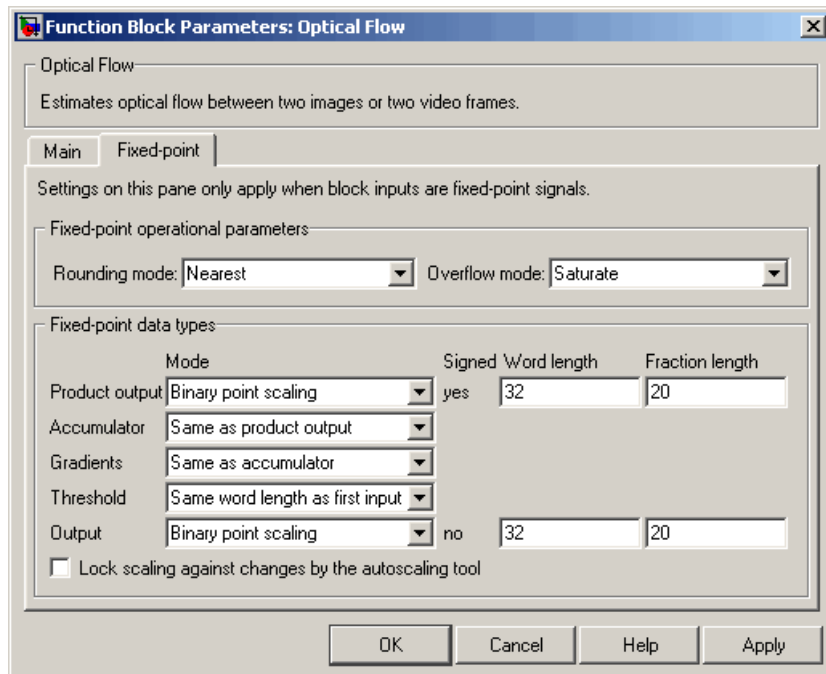 Function Block Parameters: Optical Flow
Optical Flow
Estimates optical flow between two images or two video frames.
Main Fixed-point
Settings on this pane only apply when block inputs are fixed-point signals.
Fixed-point operational parameters
Rounding mode: Nearest Overflow mode: Saturate
Fixed-point data types
Mode Signed Word length Fraction length
Product output Binary point scaling yes 32 20
Accumulator Same as product output
Gradients Same as accumulator
Threshold Same word length as first input
Output Binary point scaling no 32 20
Lock scaling against changes by the autoscaling tool
OK Cancel Help Apply